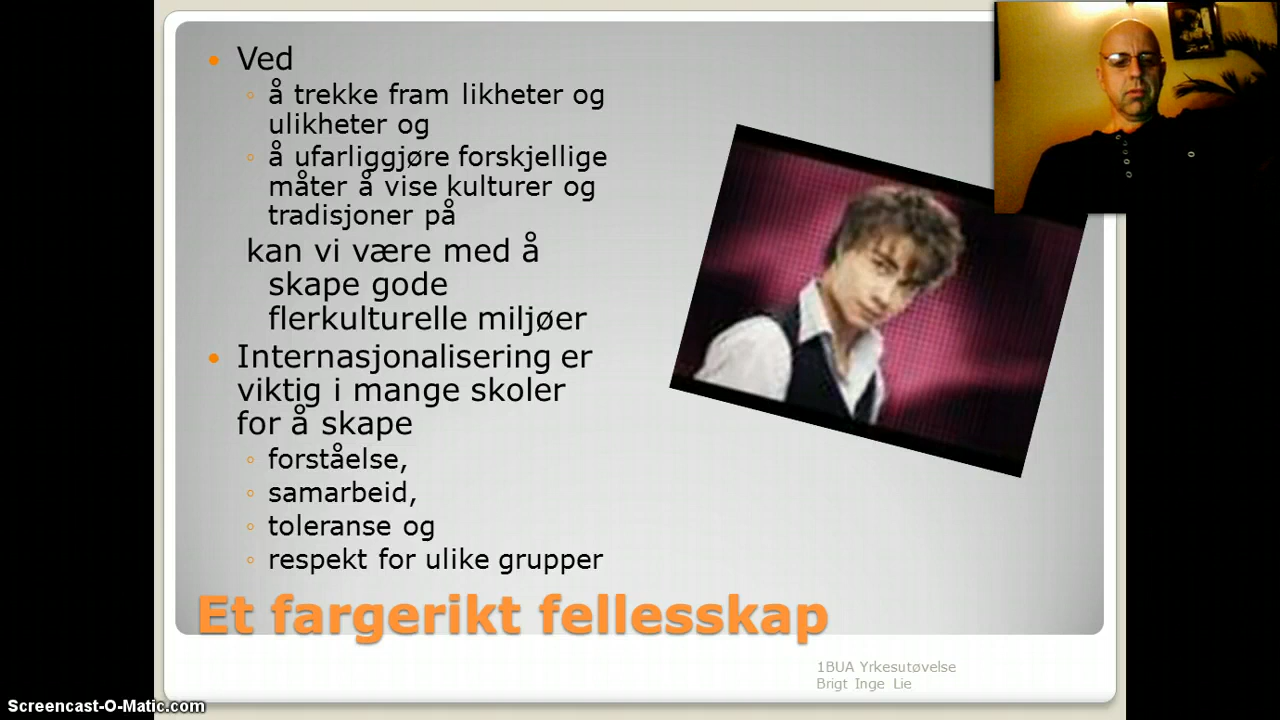 Ved
å trekke fram likheter og
ulikheter og
å ufarliggjøre forskjellige
måter å vise kulturer og
tradisjoner på
kan vi være med å
skape gode
flerkulturelle miljøer
Internasjonalisering er
viktig i mange skoler
for å skape
forståelse,
samarbeid,
toleranse og
respekt for ulike grupper
Et fargerikt fellesskap
1BUA Yrkesutøvelse
Brigt Inge Lie
Screencast-O-Matic.com